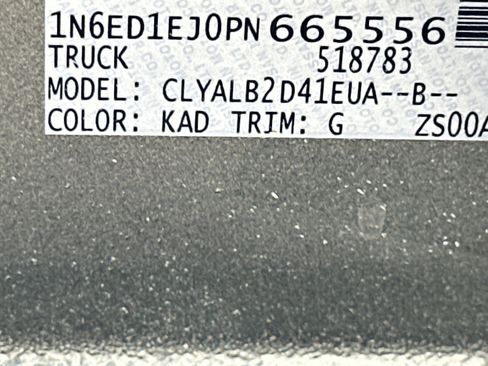 1N6ED1EJ0PN665556
TRUCK 518783
MODEL: CLYALB2D41EUA--B--
COLOR: KAD TRIM: G ZS00A